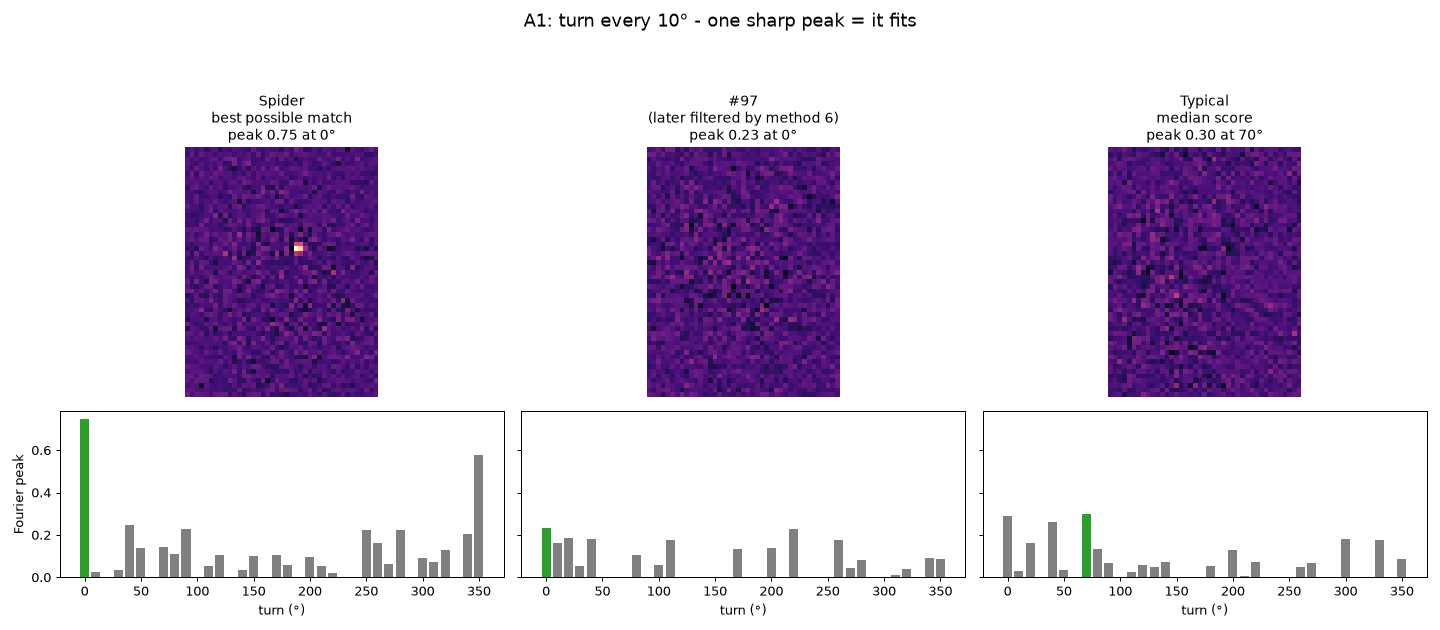 A1: turn every 10° - one sharp peak = it fits
Spider
best possible match
peak 0.75 at 0°
#97
(later filtered by method 6)
peak 0.23 at 0°
Typical
median score
peak 0.30 at 70°
Fourier peak
0.6
0.4
0.2
0.0
0 50 100 150 200 250 300 350
turn (°)
0 50 100 150 200 250 300 350
turn (°)
0 50 100 150 200 250 300 350
turn (°)